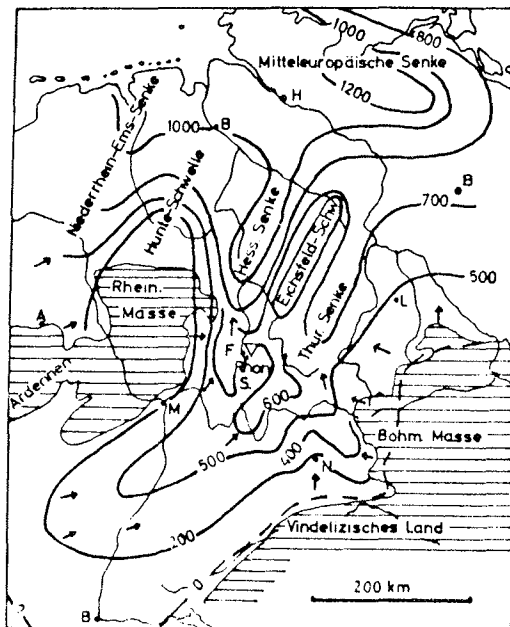 1000
800
Mitteleuropäische Senke
1200
H
1000
B
Niederrhein-Ems-Senke
Hunte-Schwelle
Hess Senke
Eichsfeld-Schw
700
B
Thür Senke
500
L
Rhein.
Masse
A
Ardennen
F
Rhön
S.
600
M
500
400
N
Böhm Masse
200
Vindelizisches Land
0
B
200 km